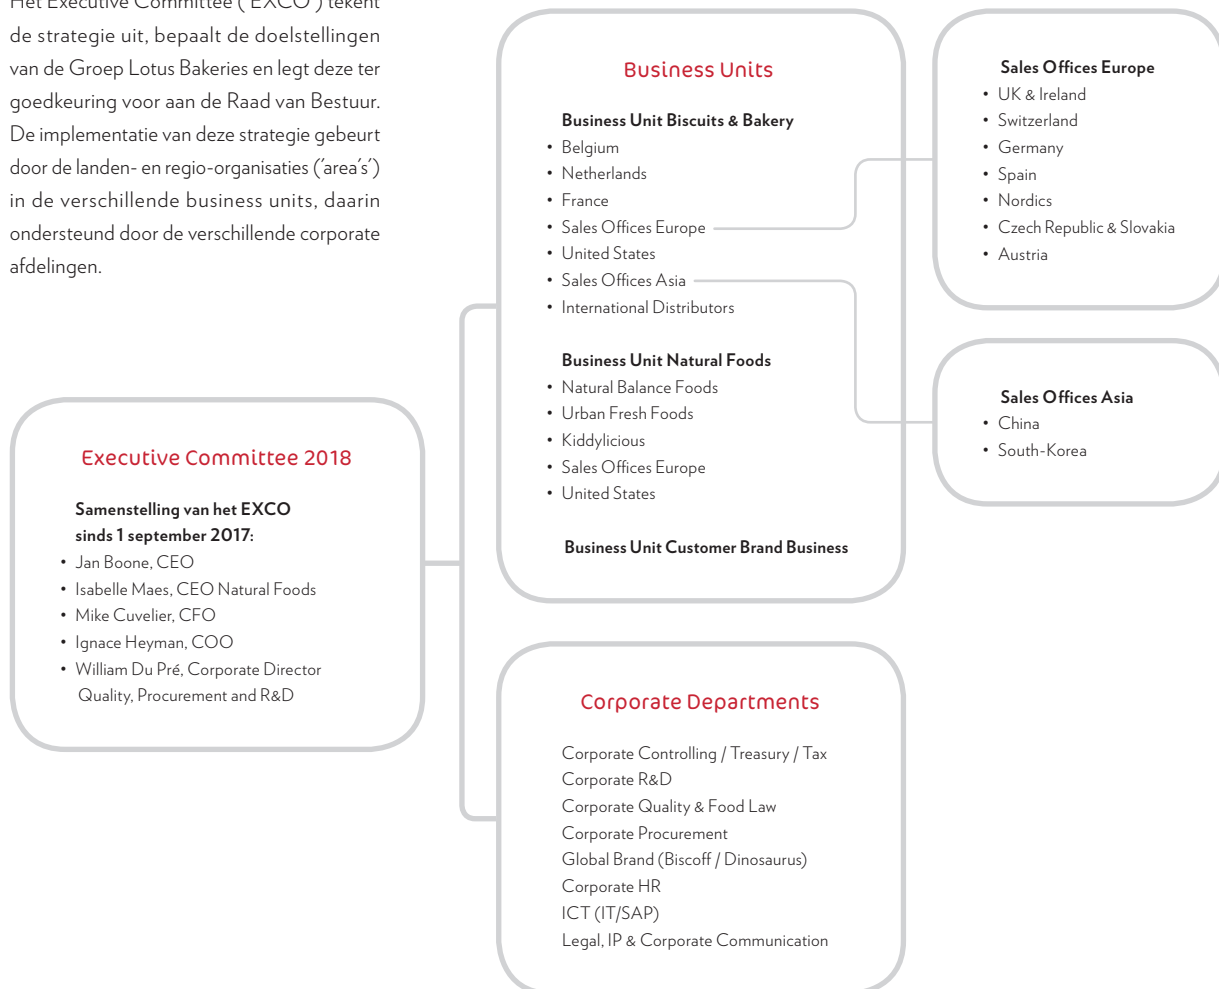 Het Executive Committee ('EXCO') tekent
de strategie uit, bepaalt de doelstellingen
van de Groep Lotus Bakeries en legt deze ter
goedkeuring voor aan de Raad van Bestuur.
De implementatie van deze strategie gebeurt
door de landen- en regio-organisaties ('area's')
in de verschillende business units, daarin
ondersteund door de verschillende corporate
afdelingen.
Executive Committee 2018
Samenstelling van het EXCO
sinds 1 september 2017:
• Jan Boone, CEO
• Isabelle Maes, CEO Natural Foods
• Mike Cuvelier, CFO
• Ignace Heyman, COO
• William Du Pré, Corporate Director
Quality, Procurement and R&D
Business Units
Business Unit Biscuits & Bakery
• Belgium
• Netherlands
• France
• Sales Offices Europe
• United States
• Sales Offices Asia
• International Distributors
Business Unit Natural Foods
• Natural Balance Foods
• Urban Fresh Foods
• Kiddylicious
• Sales Offices Europe
• United States
Business Unit Customer Brand Business
Sales Offices Europe
• UK & Ireland
• Switzerland
• Germany
• Spain
• Nordics
• Czech Republic & Slovakia
• Austria
Sales Offices Asia
• China
• South-Korea
Corporate Departments
Corporate Controlling / Treasury / Tax
Corporate R&D
Corporate Quality & Food Law
Corporate Procurement
Global Brand (Biscoff / Dinosaurus)
Corporate HR
ICT (IT/SAP)
Legal, IP & Corporate Communication